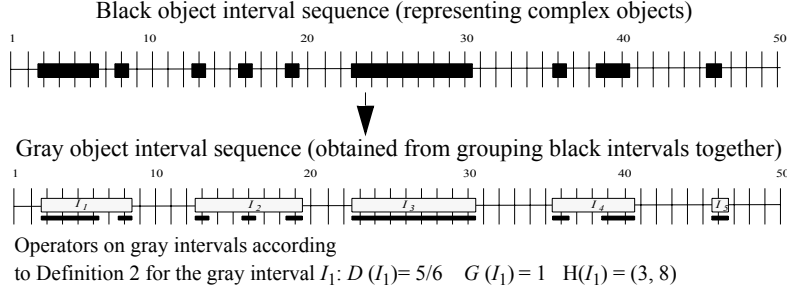 Black object interval sequence (representing complex objects)
1 10 20 30 40 50
Gray object interval sequence (obtained from grouping black intervals together)
1 10 20 30 40 50
I1 I2 I3 I4 I5
Operators on gray intervals according
to Definition 2 for the gray interval I1: D (I1)= 5/6 G (I1) = 1 H(I1) = (3, 8)